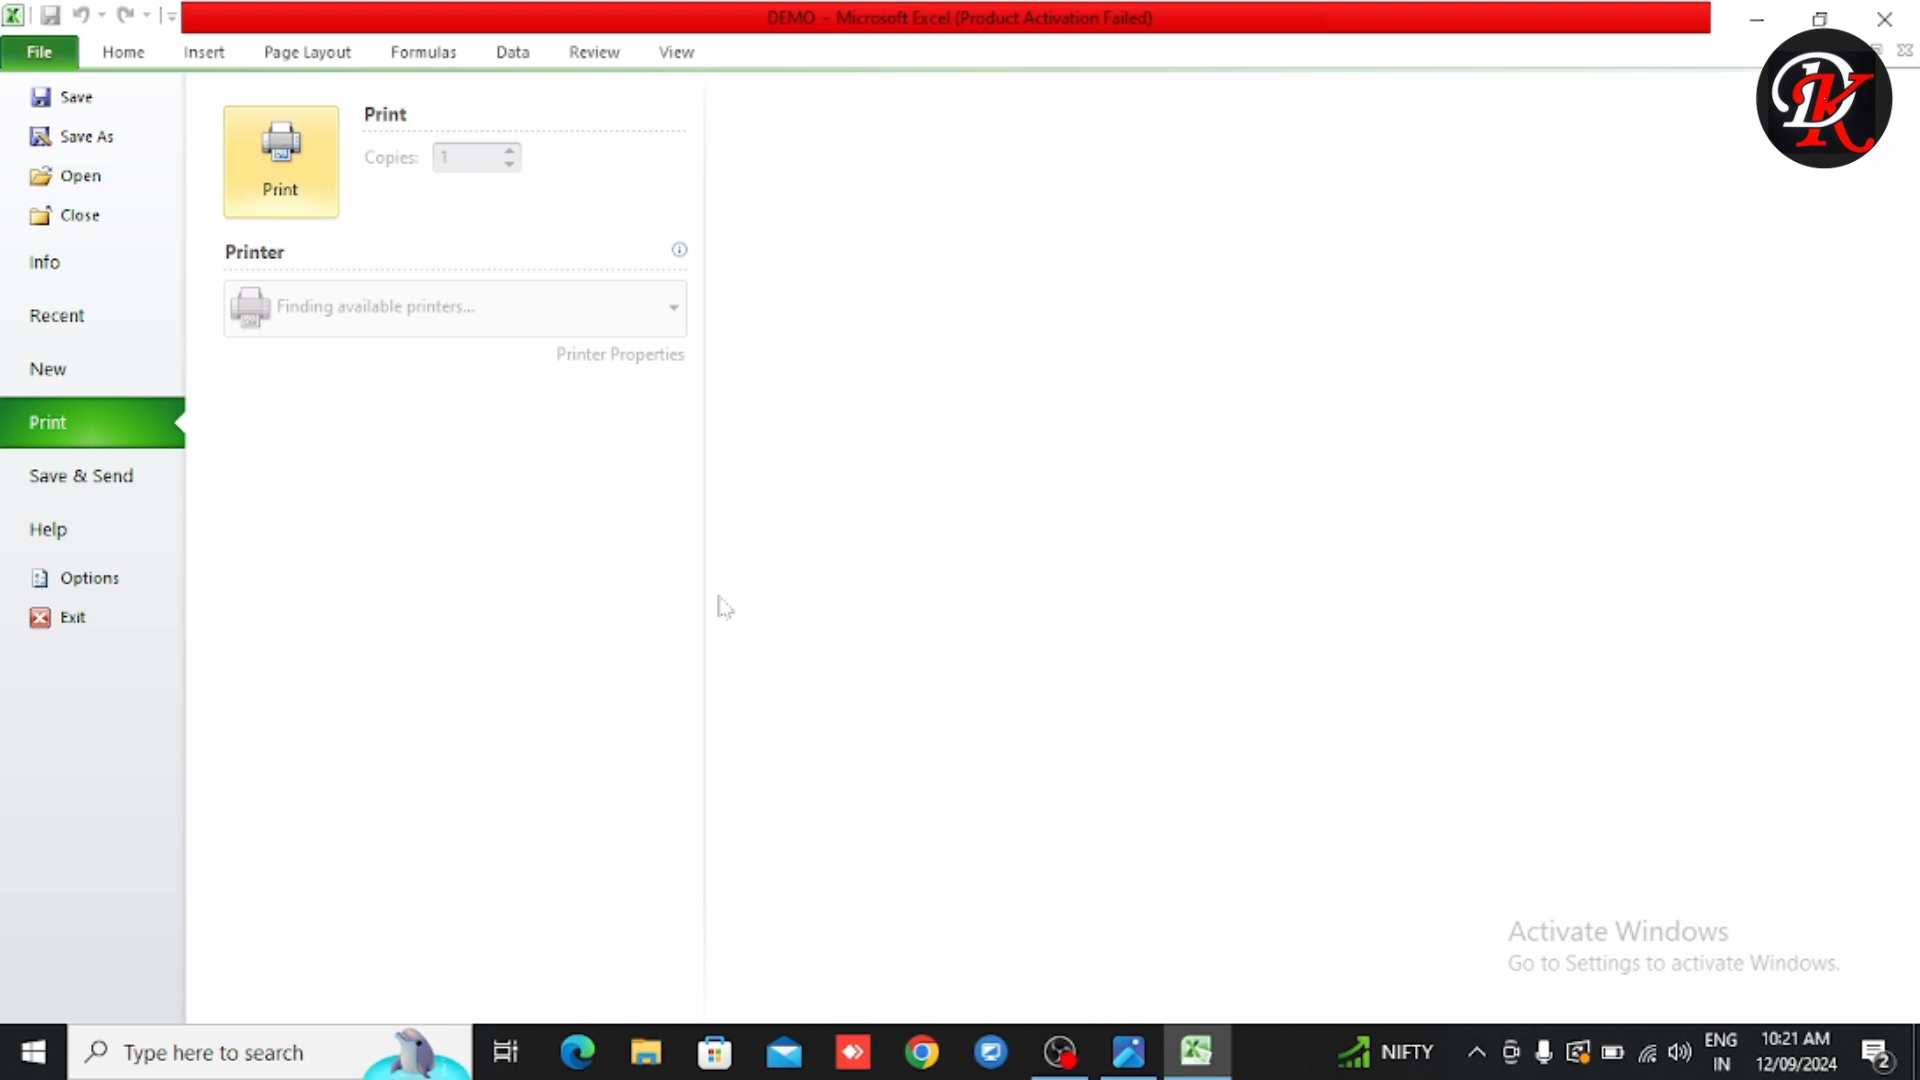 DEMO - Microsoft Excel (Product Activation Failed)
File Home Insert Page Layout Formulas Data Review View
DK
Save
Save As
Open
Close
Info
Recent
New
Print
Save & Send
Help
Options
Exit
Print
Print
Copies: 1
Printer
Finding available printers...
Printer Properties
Activate Windows
Go to Settings to activate Windows.
Type here to search
NIFTY
ENG
IN
10:21 AM
12/09/2024
2